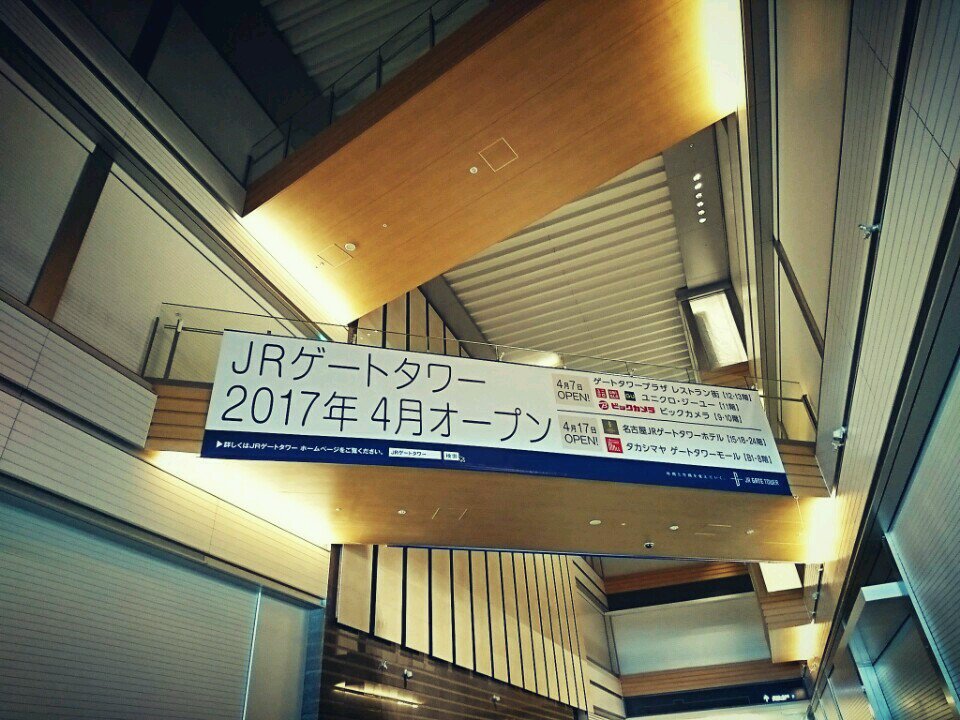 JRゲートタワー
2017年 4月オープン
4月7日
OPEN!
ゲートタワープラザ レストラン街 [12・13階]
ユニクロ・ジーユー [11階]
ビックカメラ ビックカメラ [9・10階]
4月17日
OPEN!
名古屋JRゲートタワーホテル [15・18-24階]
タカシマヤ ゲートタワーモール [B1-8階]
▶詳しくはJRゲートタワー ホームページをご覧ください。
JRゲートタワー 検索
JR GATE TOWER